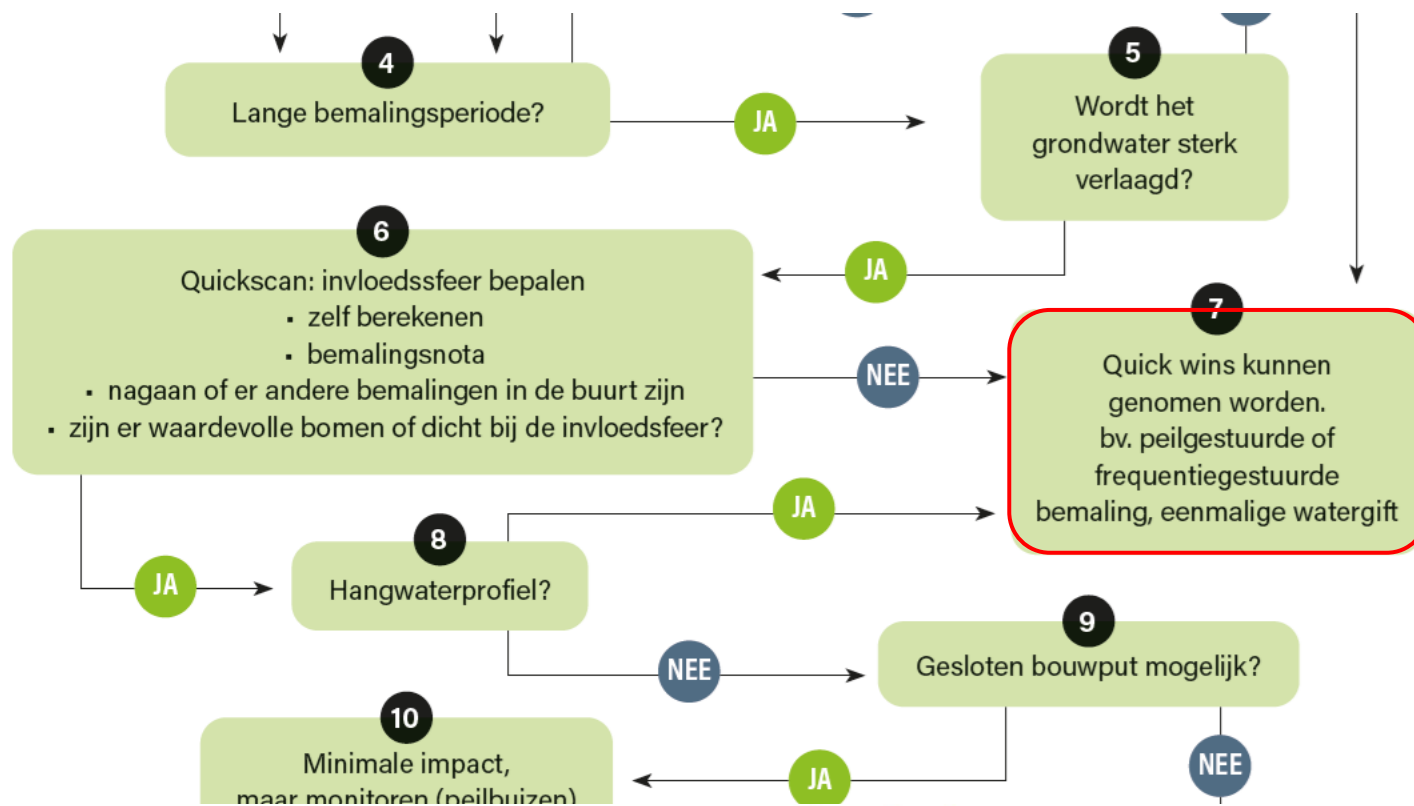 4
Lange bemalingsperiode?
JA
5
Wordt het
grondwater sterk
verlaagd?
6
Quickscan: invloedssfeer bepalen
▪ zelf berekenen
▪ bemalingsnota
▪ nagaan of er andere bemalingen in de buurt zijn
▪ zijn er waardevolle bomen of dicht bij de invloedsfeer?
JA
NEE
7
Quick wins kunnen
genomen worden.
bv. peilgestuurde of
frequentiegestuurde
bemaling, eenmalige watergift
JA
8
Hangwaterprofiel?
JA
NEE
9
Gesloten bouwput mogelijk?
10
Minimale impact,
maar monitoren (peilbuizen)
JA
NEE